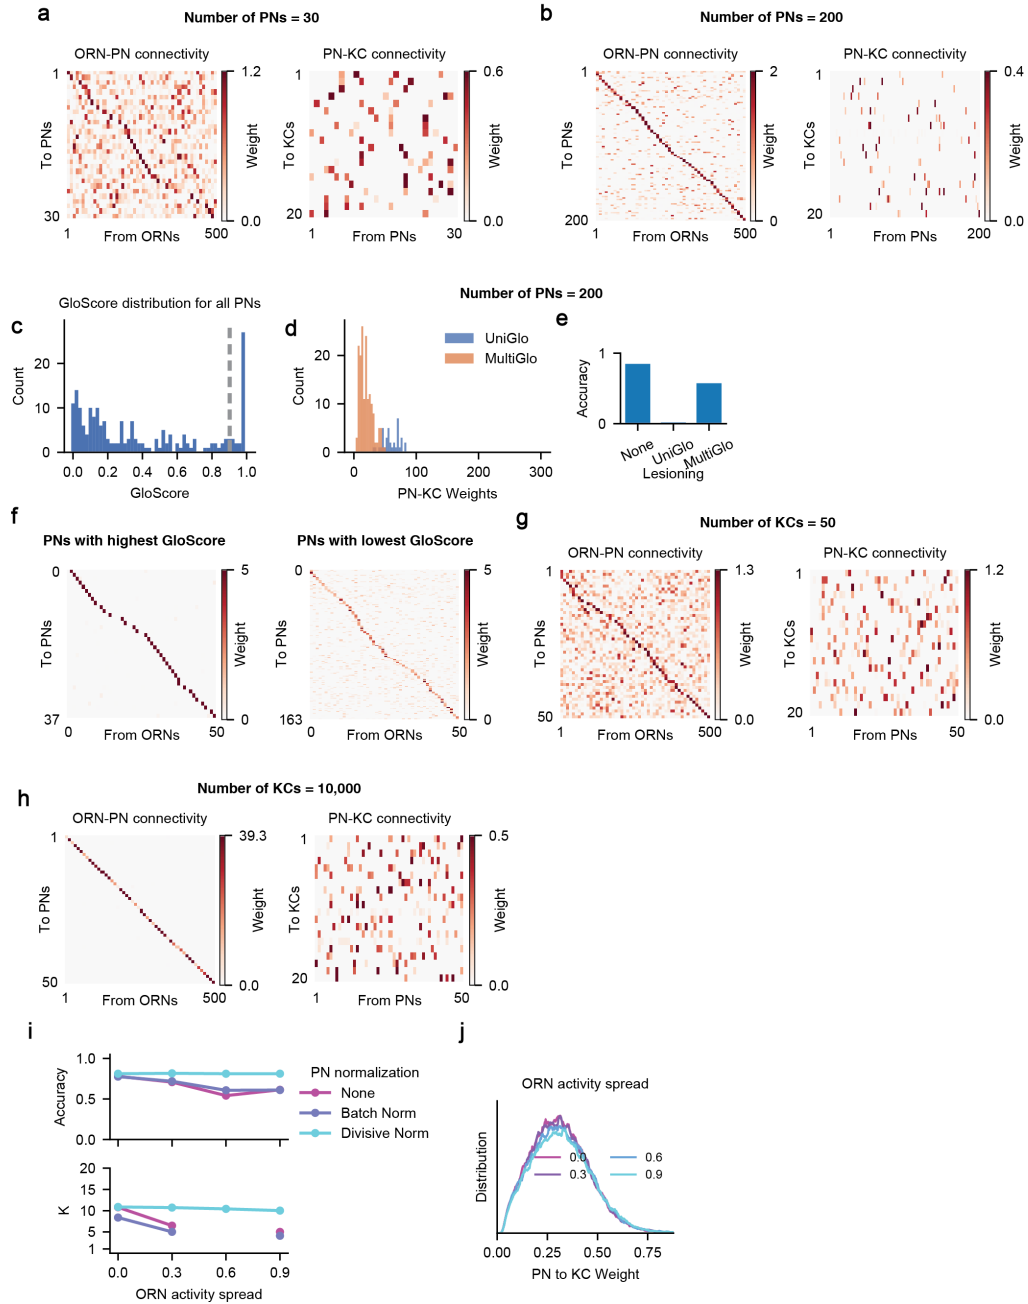 a
Number of PNs = 30
ORN-PN connectivity
1
To PNs
30
1
From ORNs
500
1.2
Weight
0.0
PN-KC connectivity
1
To KCs
20
1
From PNs
30
0.6
Weight
0.0
b
Number of PNs = 200
ORN-PN connectivity
1
To PNs
200
1
From ORNs
500
2
Weight
0
PN-KC connectivity
1
To KCs
20
1
From PNs
200
0.4
Weight
0.0
c
GloScore distribution for all PNs
Count
20
10
0
0.0 0.2 0.4 0.6 0.8 1.0
GloScore
Number of PNs = 200
d
Count
20
10
0
0 100 200 300
PN-KC Weights
UniGlo
MultiGlo
e
Accuracy
1
0
None UniGlo MultiGlo
Lesioning
f
PNs with highest GloScore
0
To PNs
37
0
From ORNs
50
5
Weight
0
PNs with lowest GloScore
0
To PNs
163
0
From ORNs
50
5
Weight
0
g
Number of KCs = 50
ORN-PN connectivity
1
To PNs
50
1
From ORNs
500
1.3
Weight
0.0
PN-KC connectivity
1
To KCs
20
1
From PNs
50
1.2
Weight
0.0
h
Number of KCs = 10,000
ORN-PN connectivity
1
To PNs
50
1
From ORNs
500
39.3
Weight
0.0
PN-KC connectivity
1
To KCs
20
1
From PNs
50
0.5
Weight
0.0
i
Accuracy
1.0
0.5
0.0
PN normalization
None
Batch Norm
Divisive Norm
K
20
15
10
5
1
0.0 0.3 0.6 0.9
ORN activity spread
j
ORN activity spread
Distribution
0.0 0.6
0.3 0.9
0.00 0.25 0.50 0.75
PN to KC Weight